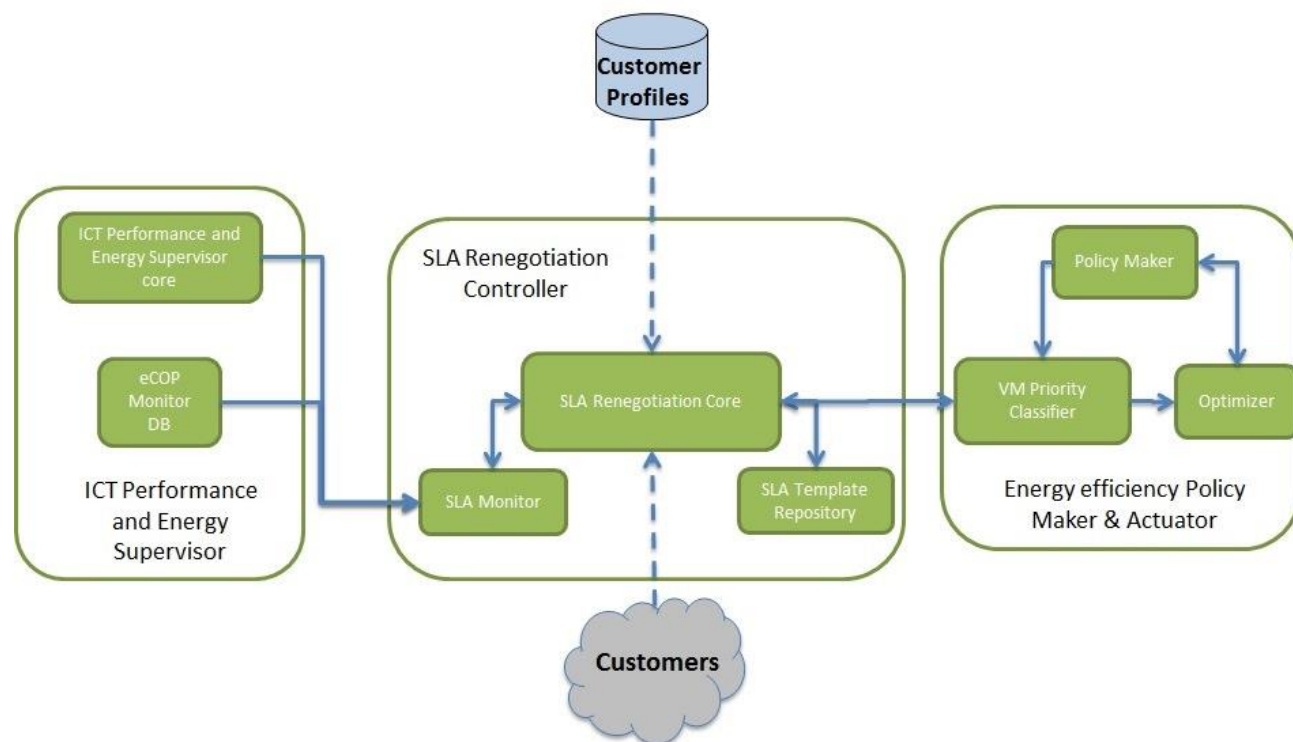 Customer
Profiles
ICT Performance and
Energy Supervisor
core
eCOP
Monitor
DB
ICT Performance
and Energy
Supervisor
SLA Renegotiation
Controller
SLA Renegotiation Core
SLA Monitor
SLA Template
Repository
Policy Maker
VM Priority
Classifier
Optimizer
Energy efficiency Policy
Maker & Actuator
Customers